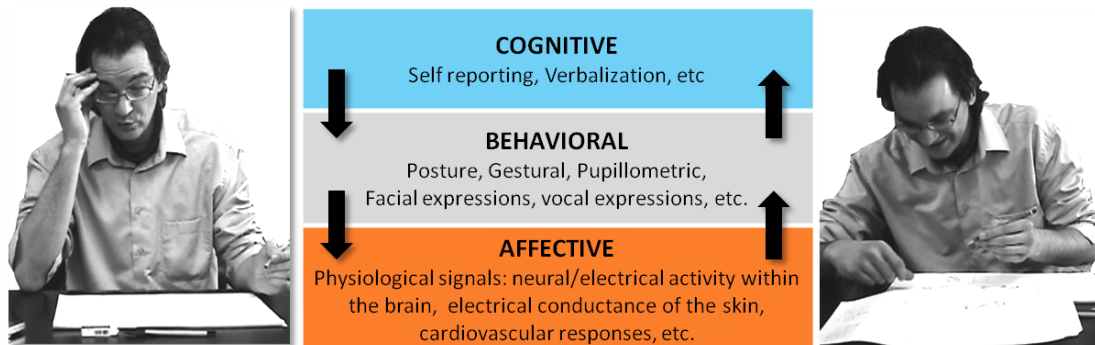 COGNITIVE
Self reporting, Verbalization, etc
BEHAVIORAL
Posture, Gestural, Pupillometric,
Facial expressions, vocal expressions, etc.
AFFECTIVE
Physiological signals: neural/electrical activity within
the brain,  electrical conductance of the skin,
cardiovascular responses, etc.